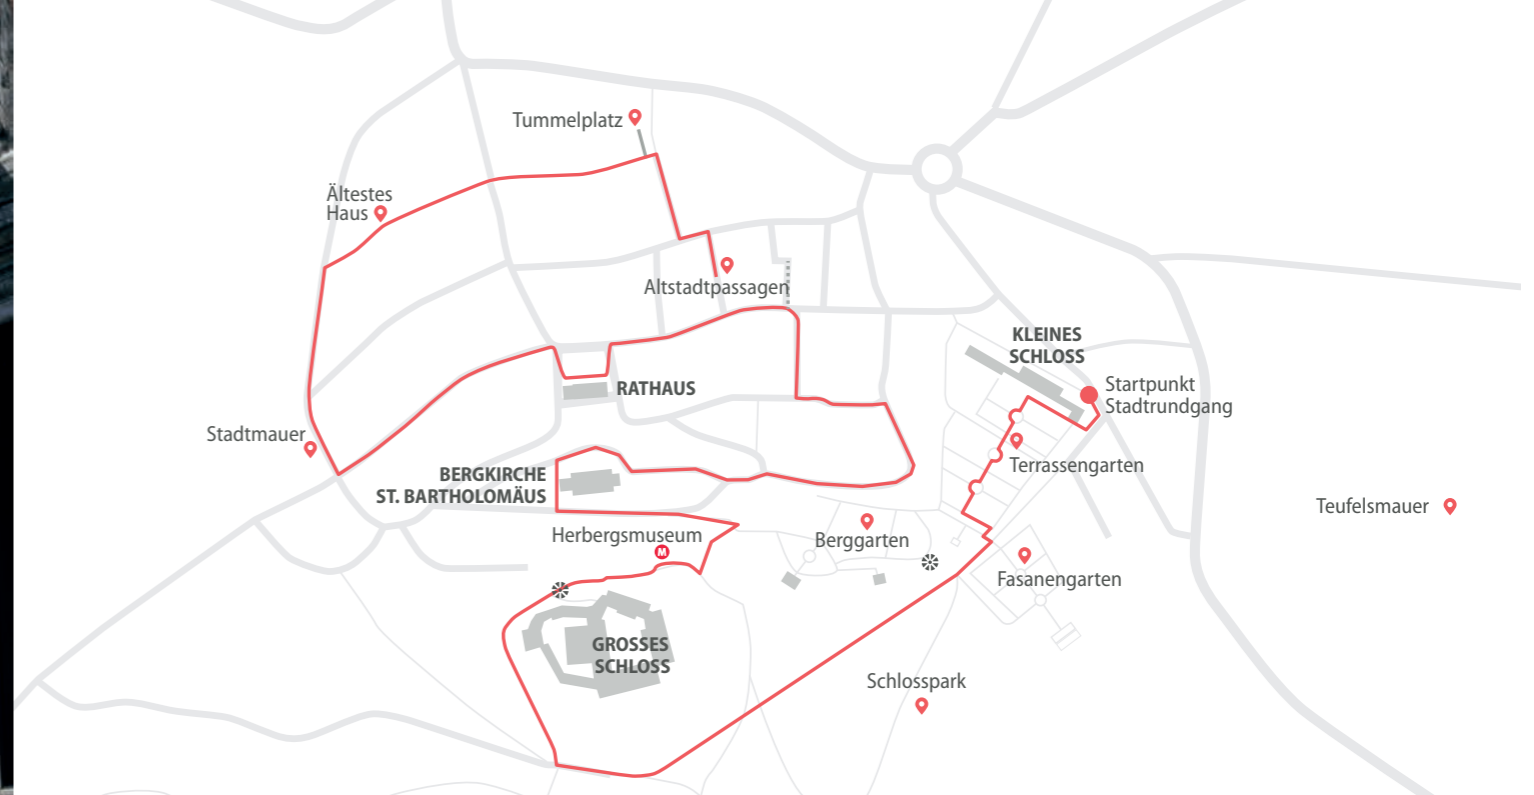 Tummelplatz
Ältestes
Haus
Altstadtpassagen
KLEINES
SCHLOSS
Startpunkt
Stadtrundgang
RATHAUS
Stadtmauer
Terrassengarten
BERGKIRCHE
ST. BARTHOLOMÄUS
Teufelsmauer
Herbergsmuseum
M
Berggarten
Fasanengarten
GROSSES
SCHLOSS
Schlosspark